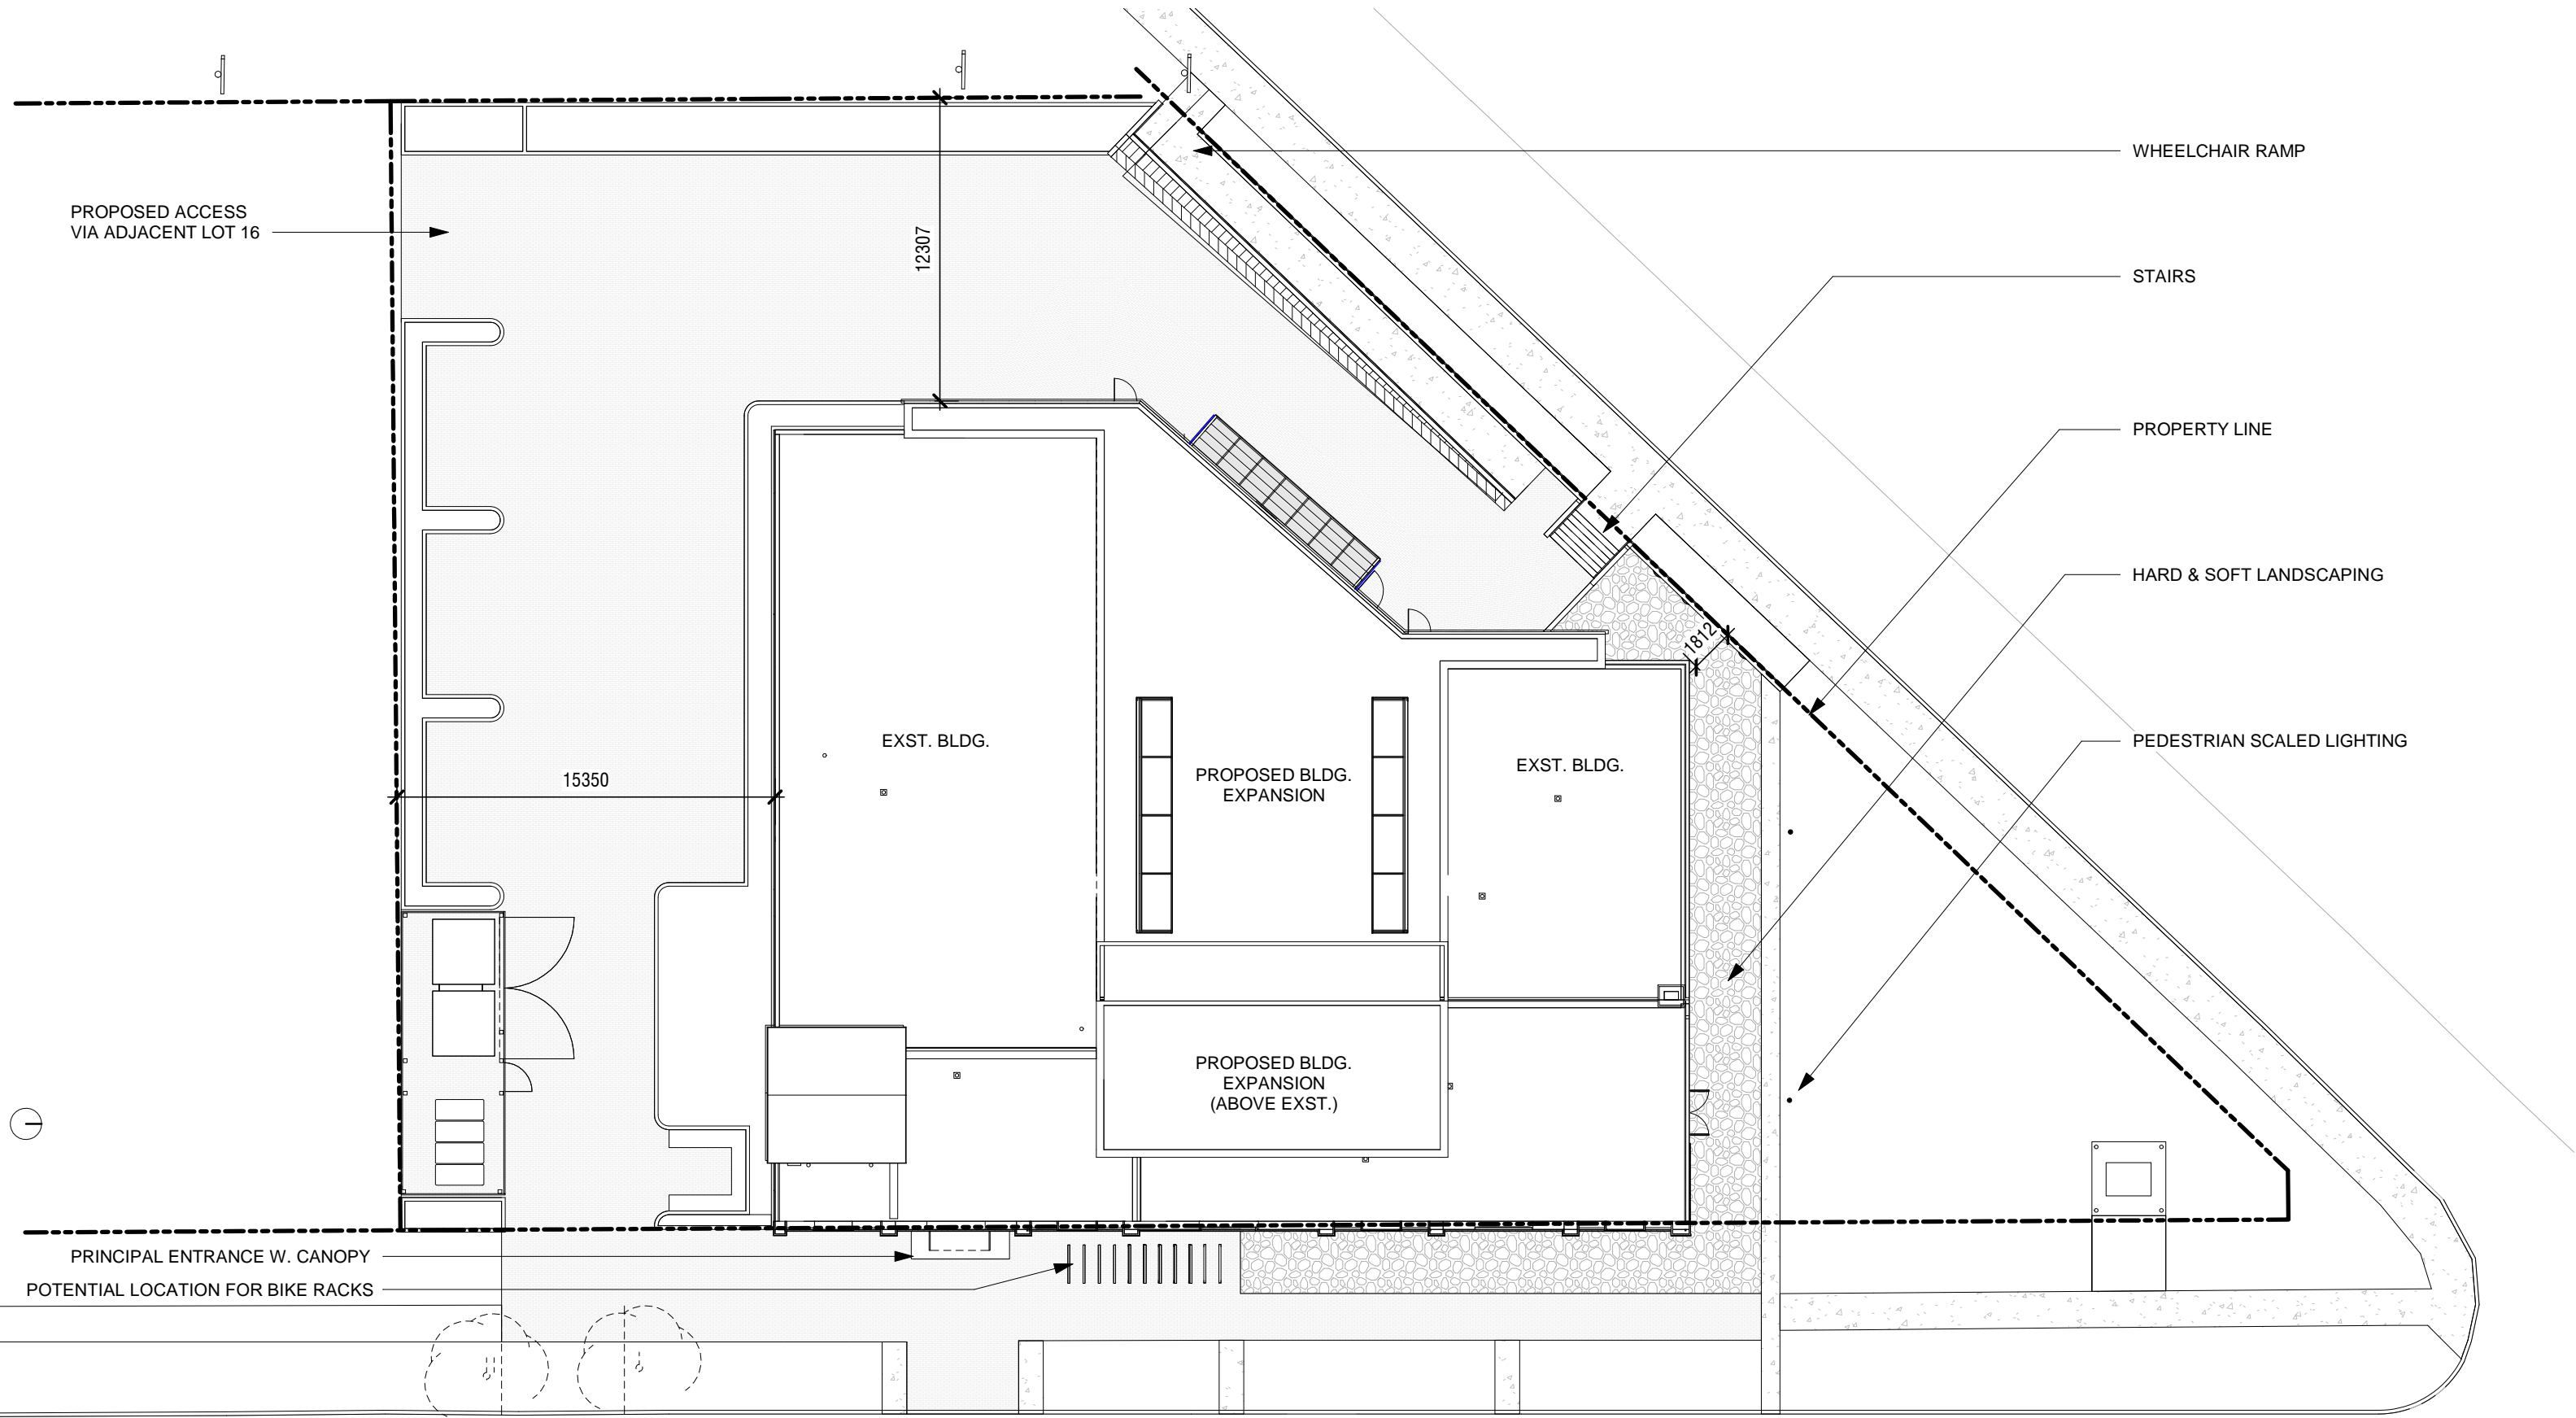 WHEELCHAIR RAMP
PROPOSED ACCESS
VIA ADJACENT LOT 16
12307
STAIRS
PROPERTY LINE
HARD & SOFT LANDSCAPING
1812
EXST. BLDG.
PEDESTRIAN SCALED LIGHTING
EXST. BLDG.
15350
PROPOSED BLDG.
EXPANSION
PROPOSED BLDG.
EXPANSION
(ABOVE EXST.)
PRINCIPAL ENTRANCE W. CANOPY
POTENTIAL LOCATION FOR BIKE RACKS